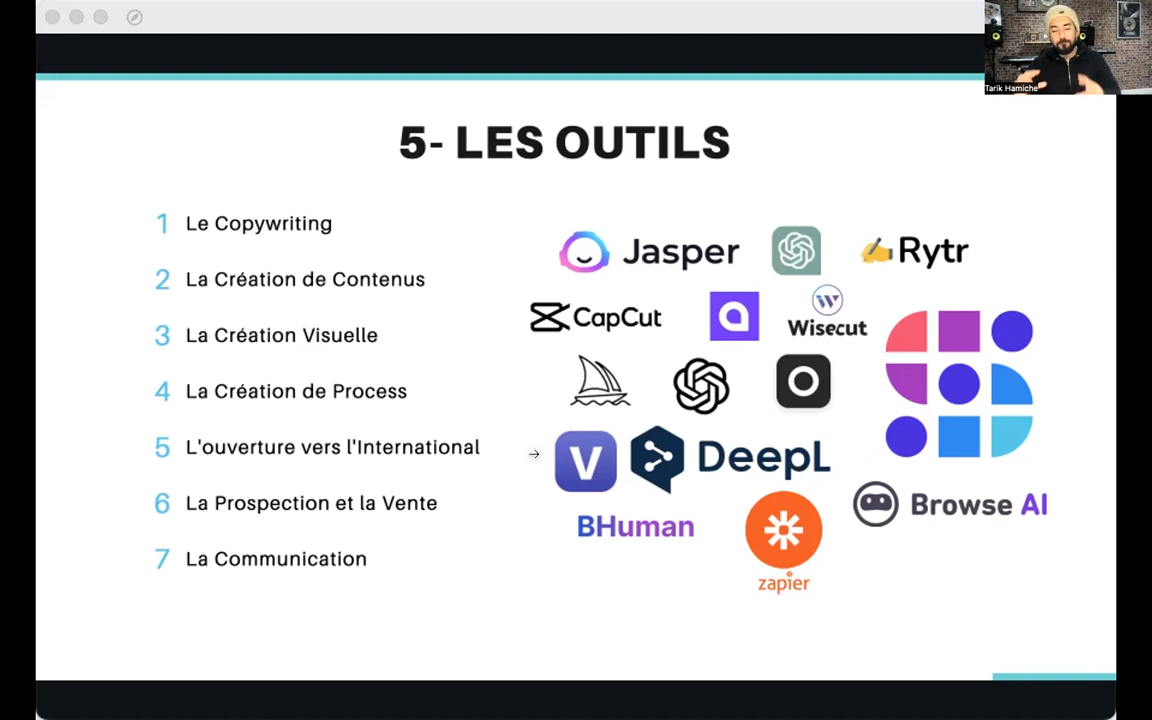 Tarik Hamiche
5- LES OUTILS
1 Le Copywriting
2 La Création de Contenus
3 La Création Visuelle
4 La Création de Process
5 L'ouverture vers l'International
6 La Prospection et la Vente
7 La Communication
Jasper
Rytr
CapCut
Wisecut
V
DeepL
Browse AI
BHuman
zapier